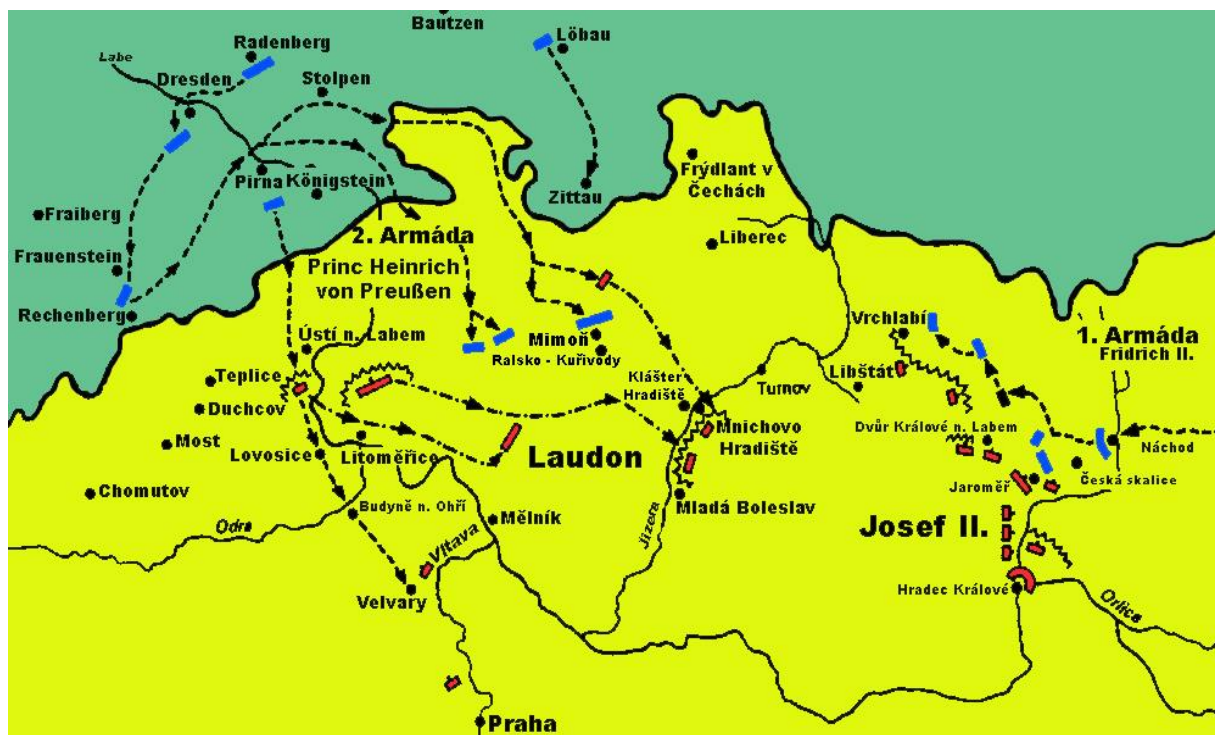 Bautzen
Radenberg
Löbau
Labe
Dresden
Stolpen
Frýdlant v
Čechách
Pirna
Königstein
Zittau
Fraiberg
2. Armáda
Liberec
Frauenstein
Princ Heinrich
von Preußen
Rechenberg
Vrchlabí
1. Armáda
Fridrich II.
Ústí n. Labem
Mimoň
Ralsko - Kuřivody
Libštát
Teplice
Klášter
Hradiště
Turnov
Duchcov
Mnichovo
Hradiště
Dvůr Králové n. Labem
Most
Lovosice
Litoměřice
Laudon
Náchod
Česká skalice
Jaroměř
Chomutov
Mladá Boleslav
Budyně n. Ohří
Mělník
Odra
Vltava
Jizera
Josef II.
Velvary
Hradec Králové
Orlice
Praha